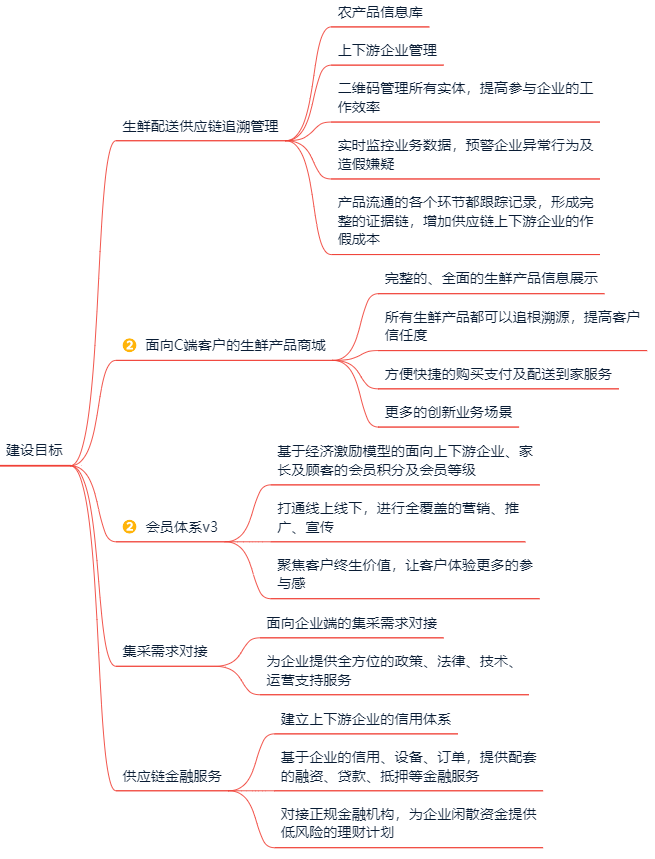 建设目标
生鲜配送供应链追溯管理
农产品信息库
上下游企业管理
二维码管理所有实体，提高参与企业的工
作效率
实时监控业务数据，预警企业异常行为及
造假嫌疑
产品流通的各个环节都跟踪记录，形成完
整的证据链，增加供应链上下游企业的作
假成本
2 面向C端客户的生鲜产品商城
完整的、全面的生鲜产品信息展示
所有生鲜产品都可以追根溯源，提高客户
信任度
方便快捷的购买支付及配送到家服务
更多的创新业务场景
2 会员体系v3
基于经济激励模型的面向上下游企业、家
长及顾客的会员积分及会员等级
打通线上线下，进行全覆盖的营销、推
广、宣传
聚焦客户终生价值，让客户体验更多的参
与感
集采需求对接
面向企业端的集采需求对接
为企业提供全方位的政策、法律、技术、
运营支持服务
供应链金融服务
建立上下游企业的信用体系
基于企业的信用、设备、订单，提供配套
的融资、贷款、抵押等金融服务
对接正规金融机构，为企业闲散资金提供
低风险的理财计划